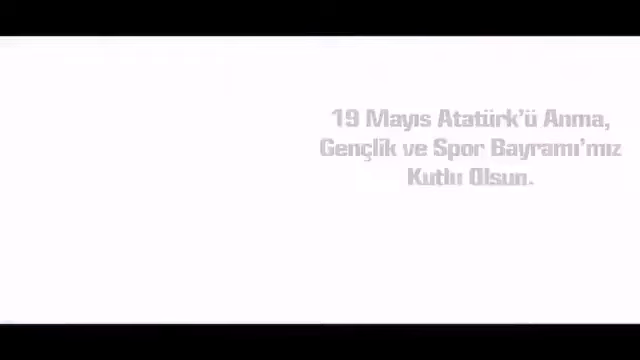 19 Mayıs Atatürk'ü Anma,
Gençlik ve Spor Bayramı'mız
Kutlu Olsun.